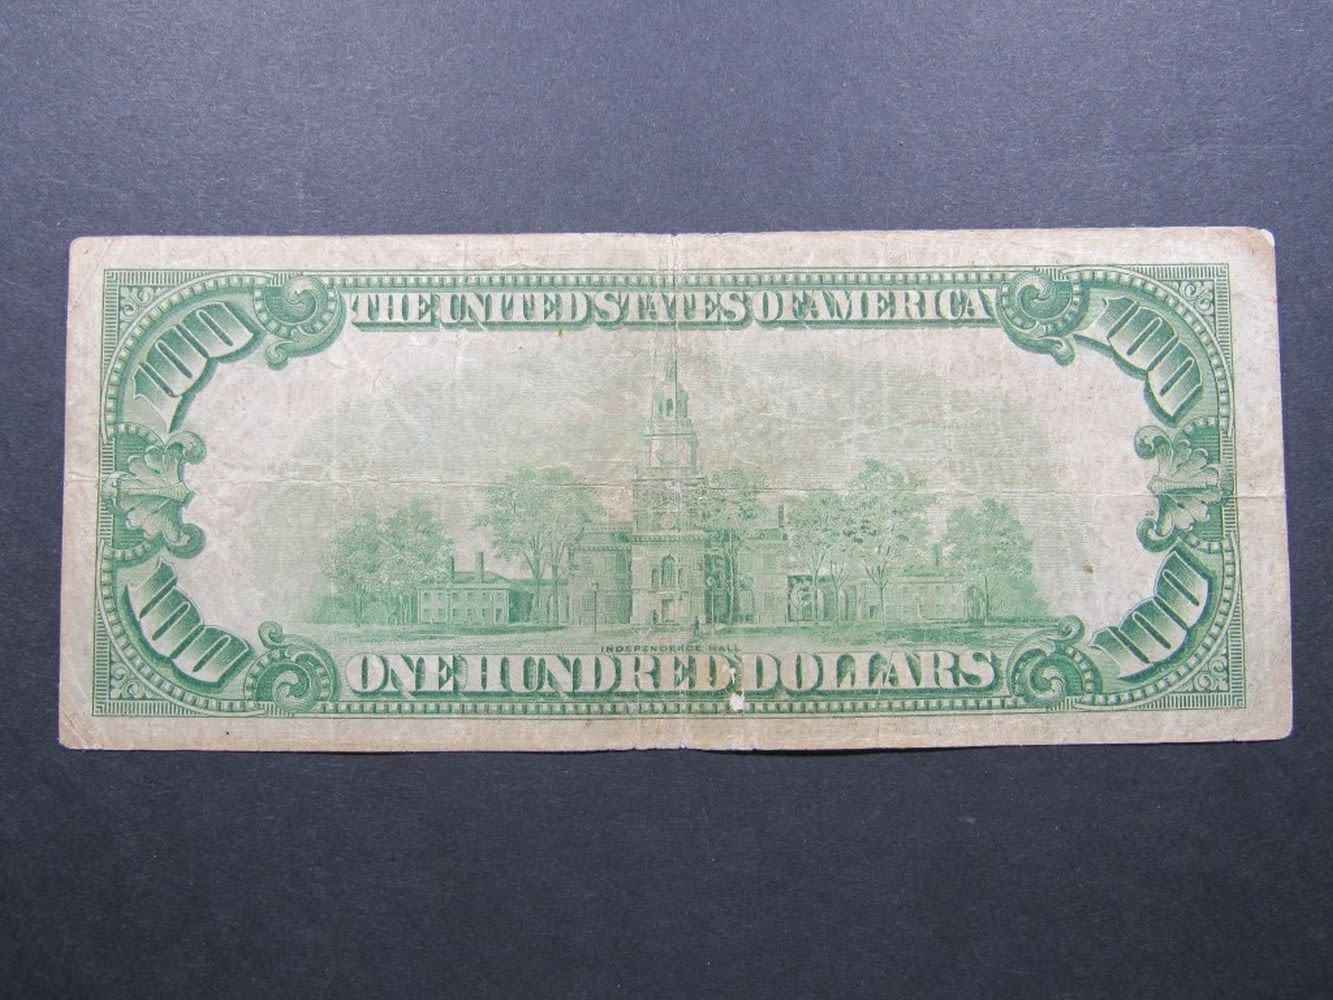 THE UNITED STATES OF AMERICA
100 100
INDEPENDENCE HALL
100 100
ONE HUNDRED DOLLARS